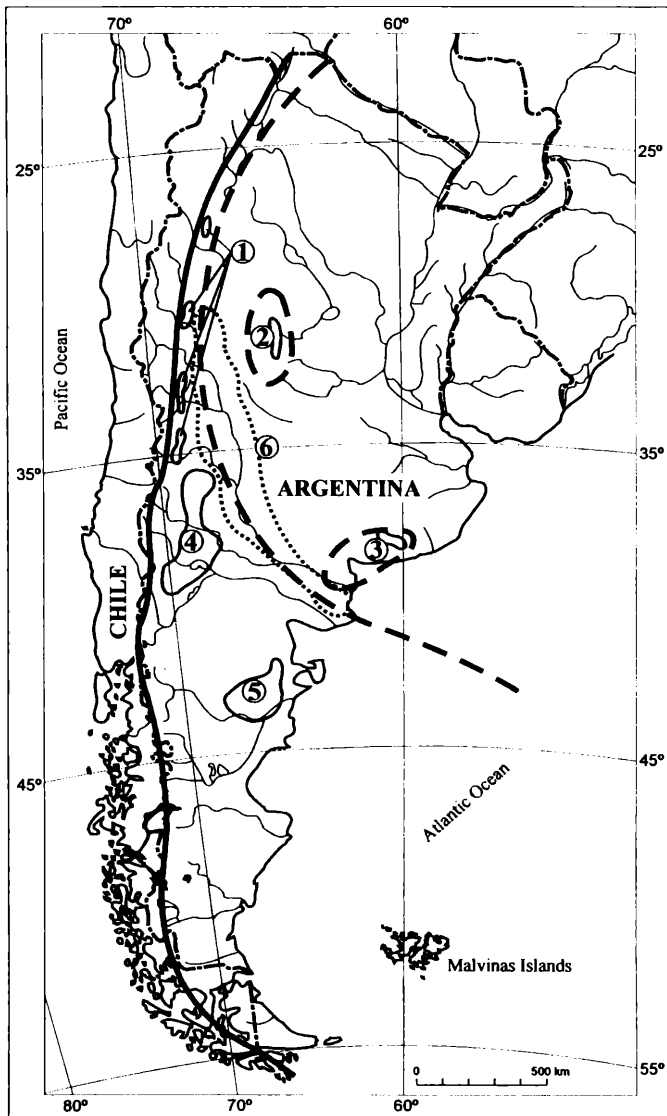 70º 60º
25º 25º
①
②
Pacific Ocean
⑥
35º 35º
ARGENTINA
④ ③
CHILE
⑤
45º 45º
Atlantic Ocean
Malvinas Islands
0 500 km
55º
80º 70º 60º